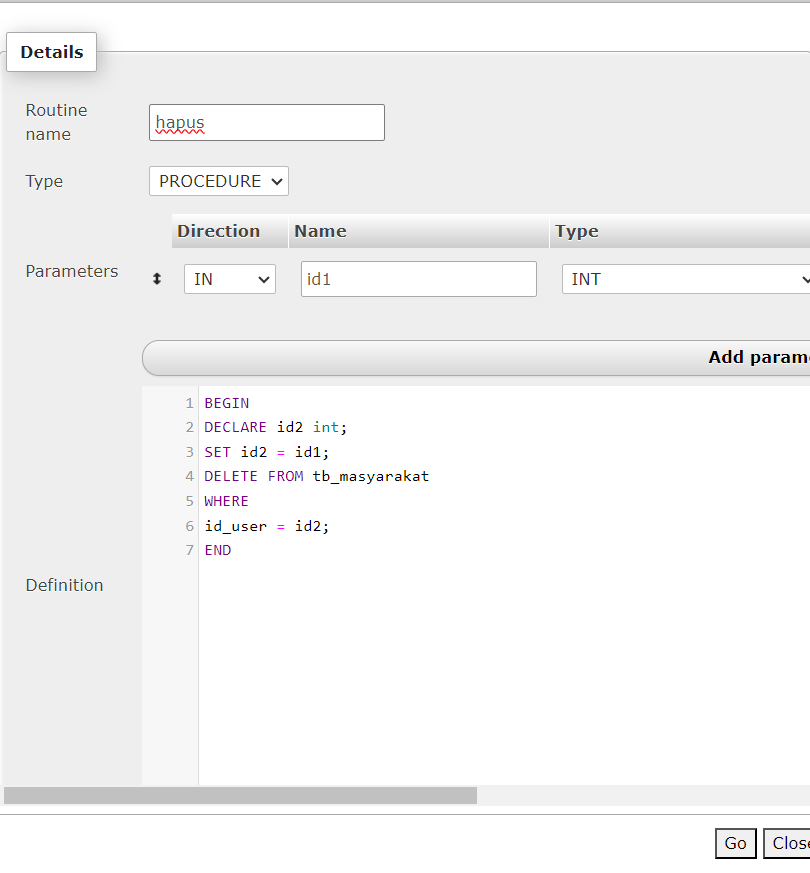 Details
Routine name
hapus
Type
PROCEDURE
Direction Name Type
Parameters
IN id1 INT
Add param
1 BEGIN
2 DECLARE id2 int;
3 SET id2 = id1;
4 DELETE FROM tb_masyarakat
5 WHERE
6 id_user = id2;
7 END
Definition
Go Close